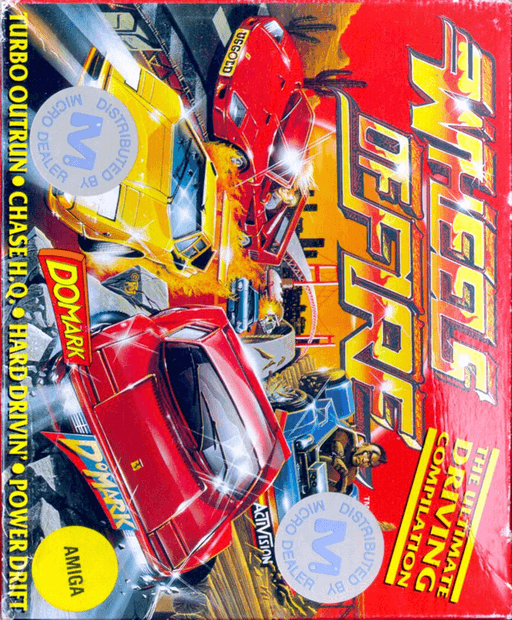 WHEELS
OF FIRE
THE ULTIMATE
DRIVING
COMPILATION
USGOLD
DISTRIBUTED BY
M
MICRO DEALER
DOMARK
DOMARK
ACTIVISION
DISTRIBUTED BY
M
MICRO DEALER
AMIGA
TURBO OUTRUN • CHASE H.Q. • HARD DRIVIN' • POWER DRIFT